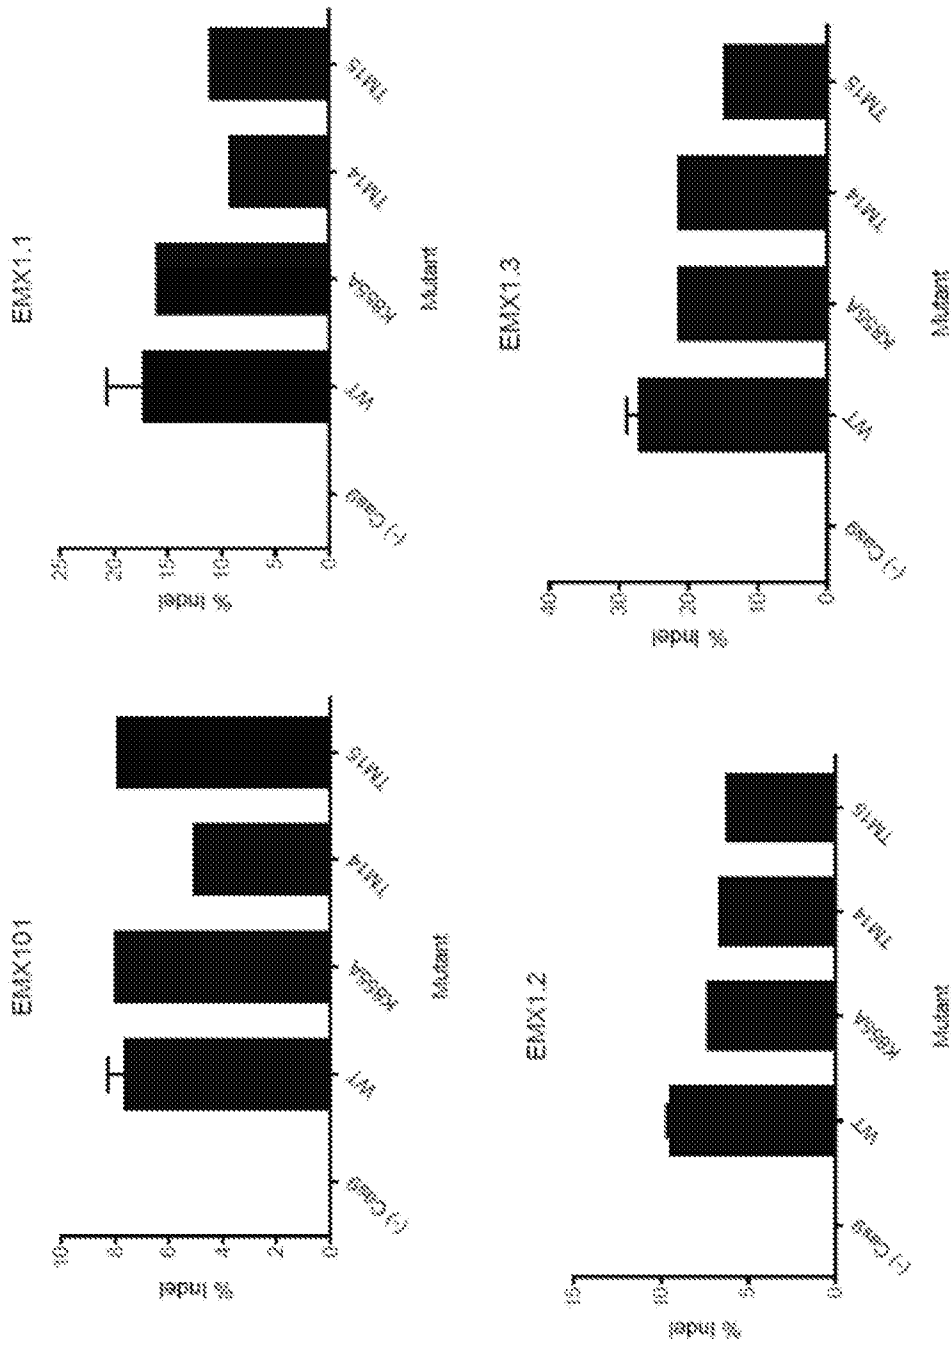 EMX101
% Indel
10
8
6
4
2
0
(-) Cas9
WT
K855A
TM14
TM15
Mutant
EMX1.1
% Indel
25
20
15
10
5
0
(-) Cas9
WT
K855A
TM14
TM15
Mutant
EMX1.2
% Indel
15
10
5
0
(-) Cas9
WT
K855A
TM14
TM15
Mutant
EMX1.3
% Indel
40
30
20
10
0
(-) Cas9
WT
K855A
TM14
TM15
Mutant